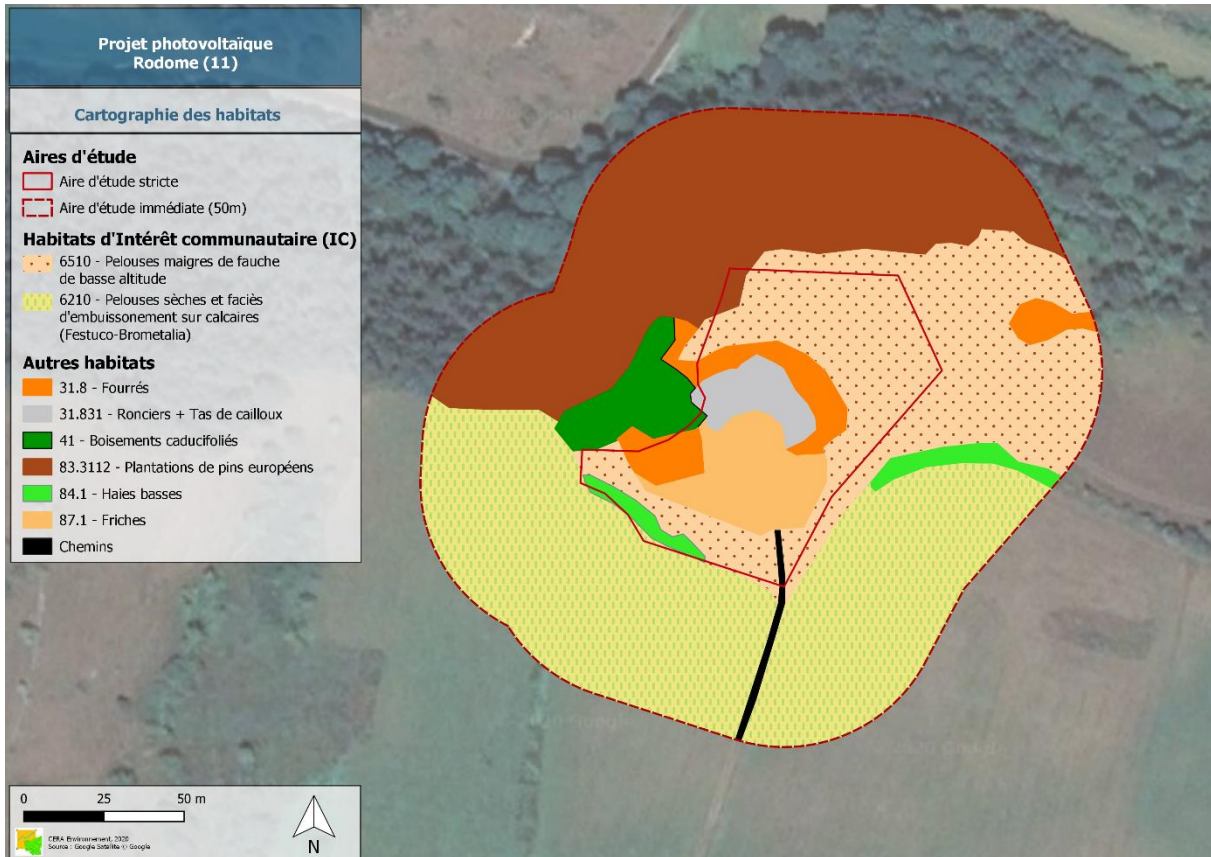 Projet photovoltaïque
Rodome (11)
Cartographie des habitats
Aires d'étude
Aire d'étude stricte
Aire d'étude immédiate (50m)
Habitats d'Intérêt communautaire (IC)
6510 - Pelouses maigres de fauche
de basse altitude
6210 - Pelouses sèches et faciès
d'embuissonement sur calcaires
(Festuco-Brometalia)
Autres habitats
31.8 - Fourrés
31.831 - Ronciers + Tas de cailloux
41 - Boisements caducifoliés
83.3112 - Plantations de pins européens
84.1 - Haies basses
87.1 - Friches
Chemins
0 25 50 m
N
CERA Environnement, 2020
Source : Google Satellite © Google